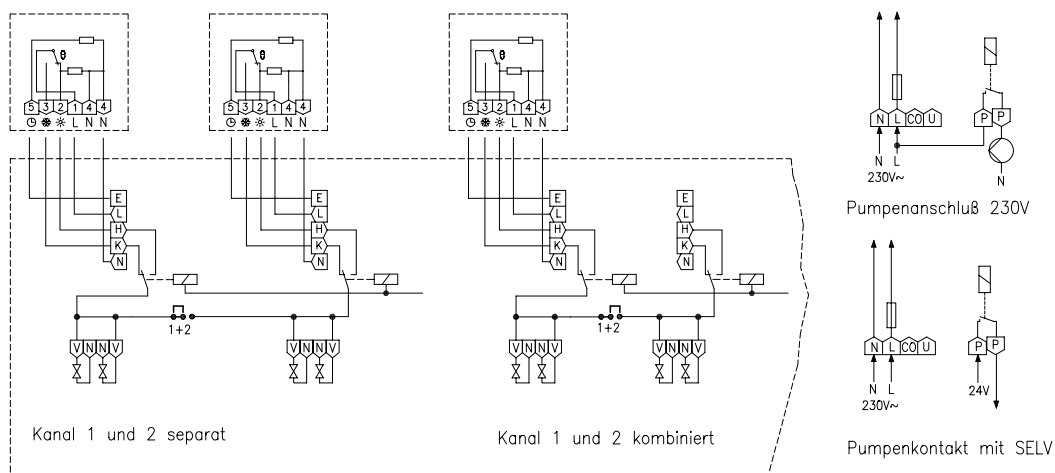 5 3 2 1 4 4
L N N
5 3 2 1 4 4
L N N
5 3 2 1 4 4
L N N
E
L
H
K
N
E
L
H
K
N
E
L
H
K
N
E
L
H
K
N
1+2
1+2
V N N V
V N N V
V N N V
V N N V
Kanal 1 und 2 separat
Kanal 1 und 2 kombiniert
N L CO U
P P
N L
230V~
N
Pumpenanschluß 230V
N L CO U
P P
N L
230V~
24V
Pumpenkontakt mit SELV